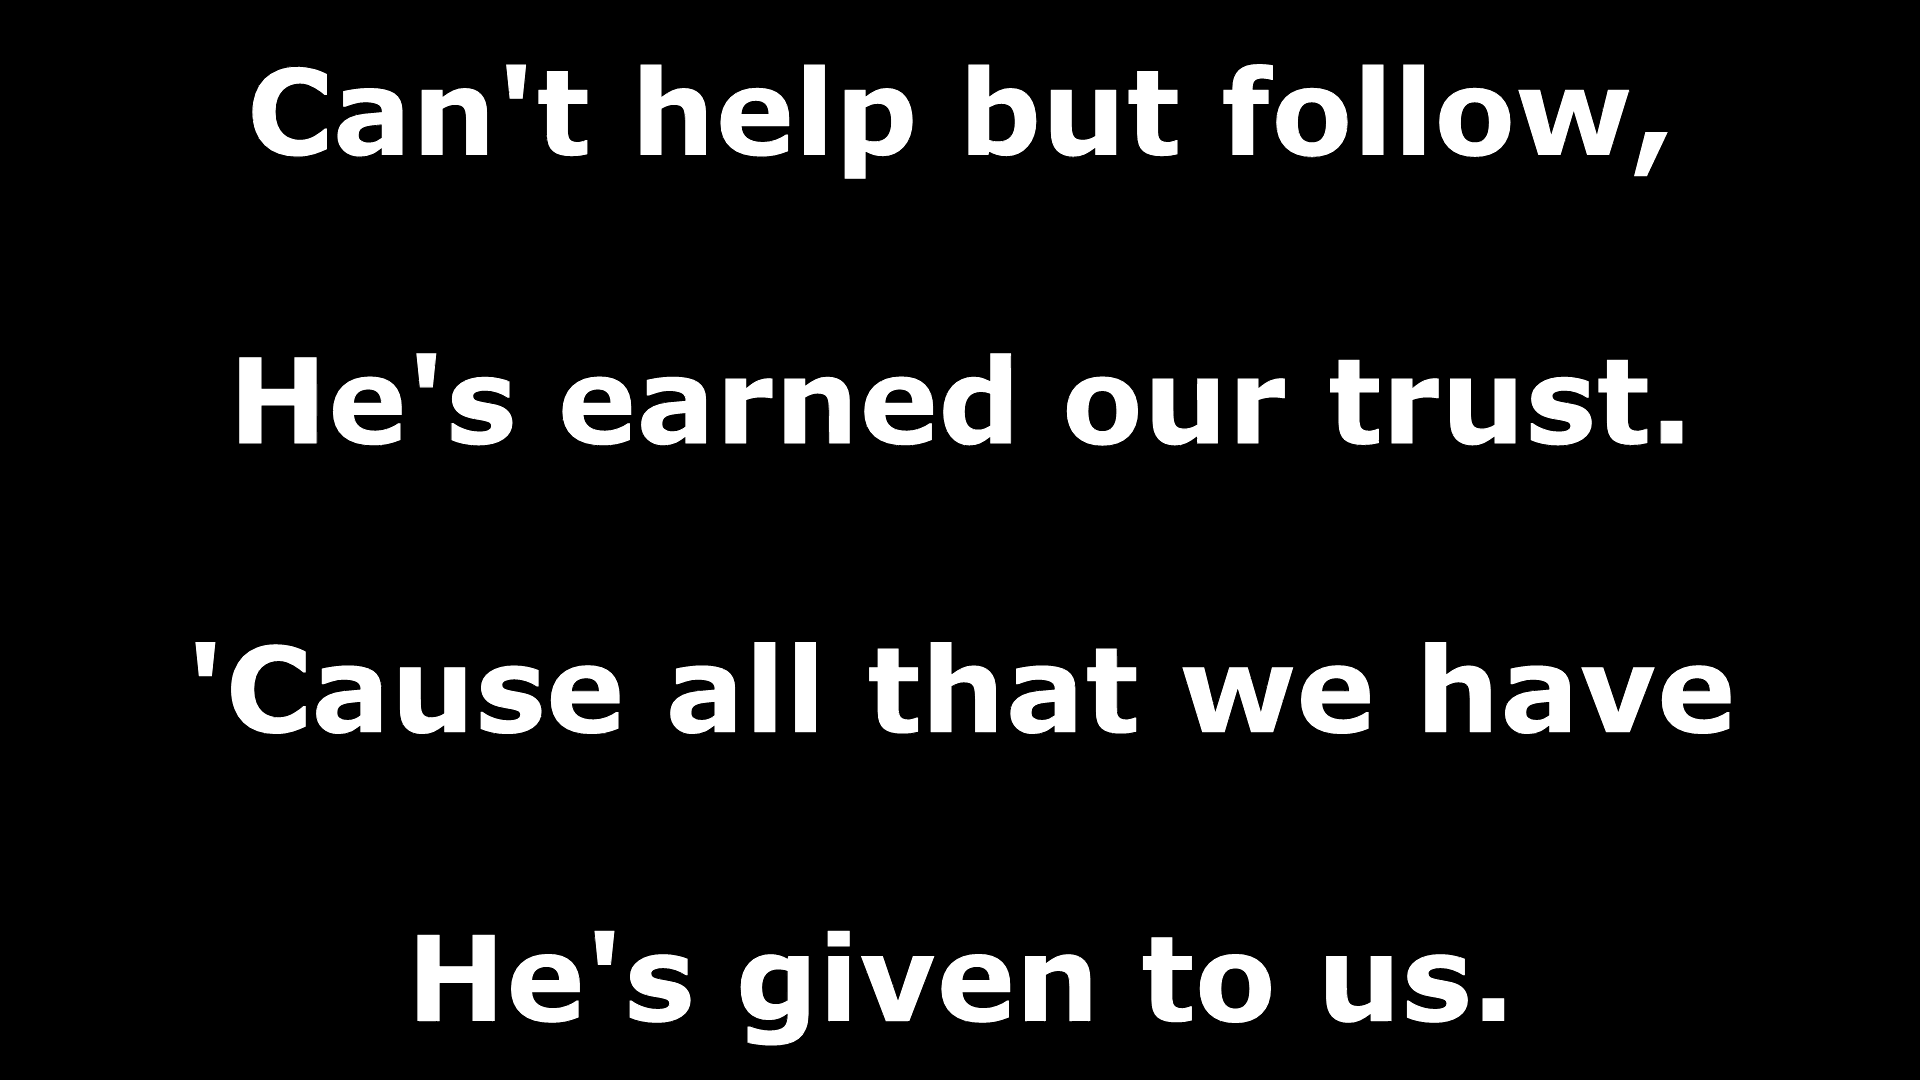 Can't help but follow,
He's earned our trust.
'Cause all that we have
He's given to us.